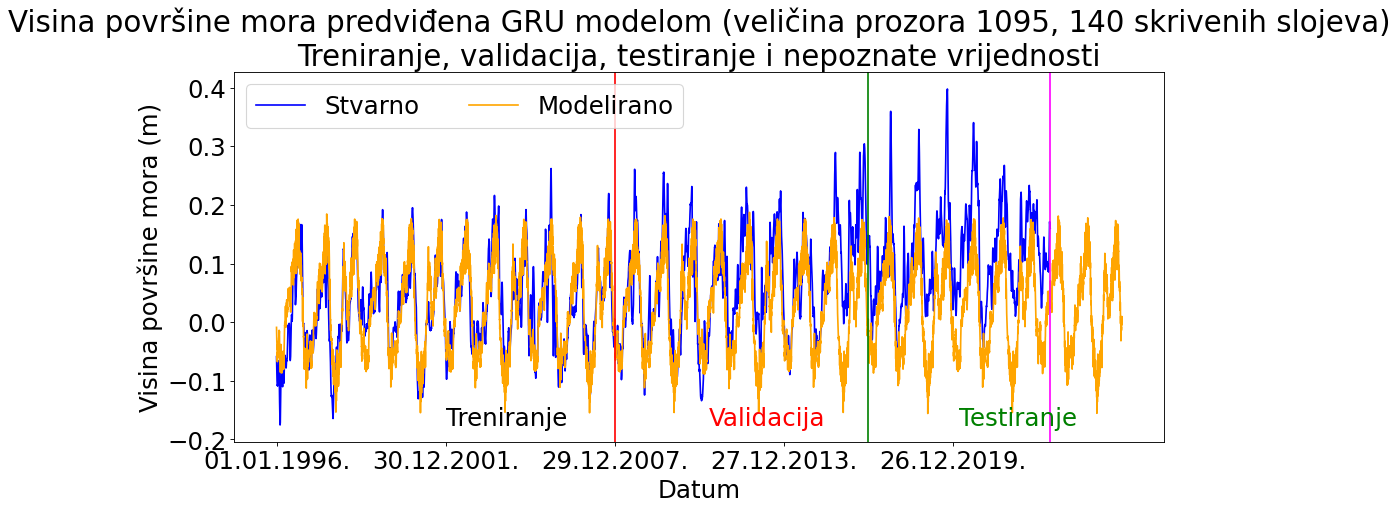 Visina površine mora predviđena GRU modelom (veličina prozora 1095, 140 skrivenih slojeva)
Treniranje, validacija, testiranje i nepoznate vrijednosti
Stvarno
Modelirano
Visina površine mora (m)
0.4
0.3
0.2
0.1
0.0
−0.1
−0.2
Treniranje
Validacija
Testiranje
01.01.1996.
30.12.2001.
29.12.2007.
27.12.2013.
26.12.2019.
Datum